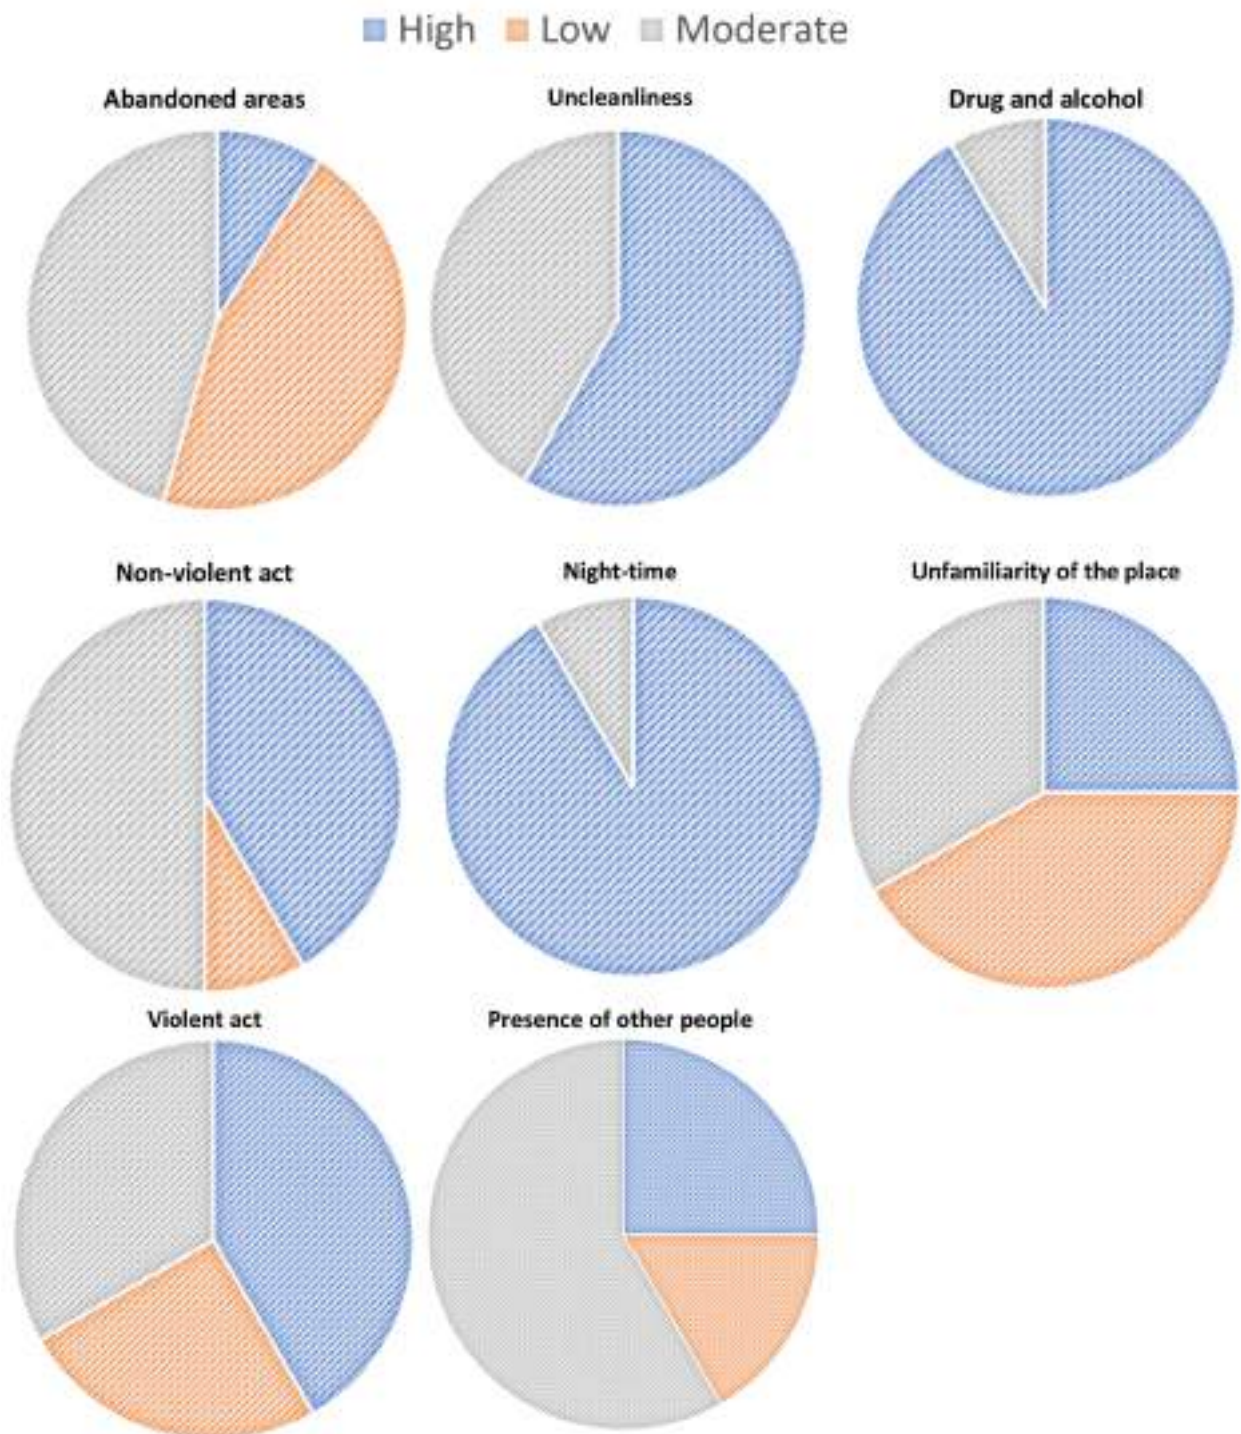 High Low Moderate
Abandoned areas
Uncleanliness
Drug and alcohol
Non-violent act
Night-time
Unfamiliarity of the place
Violent act
Presence of other people